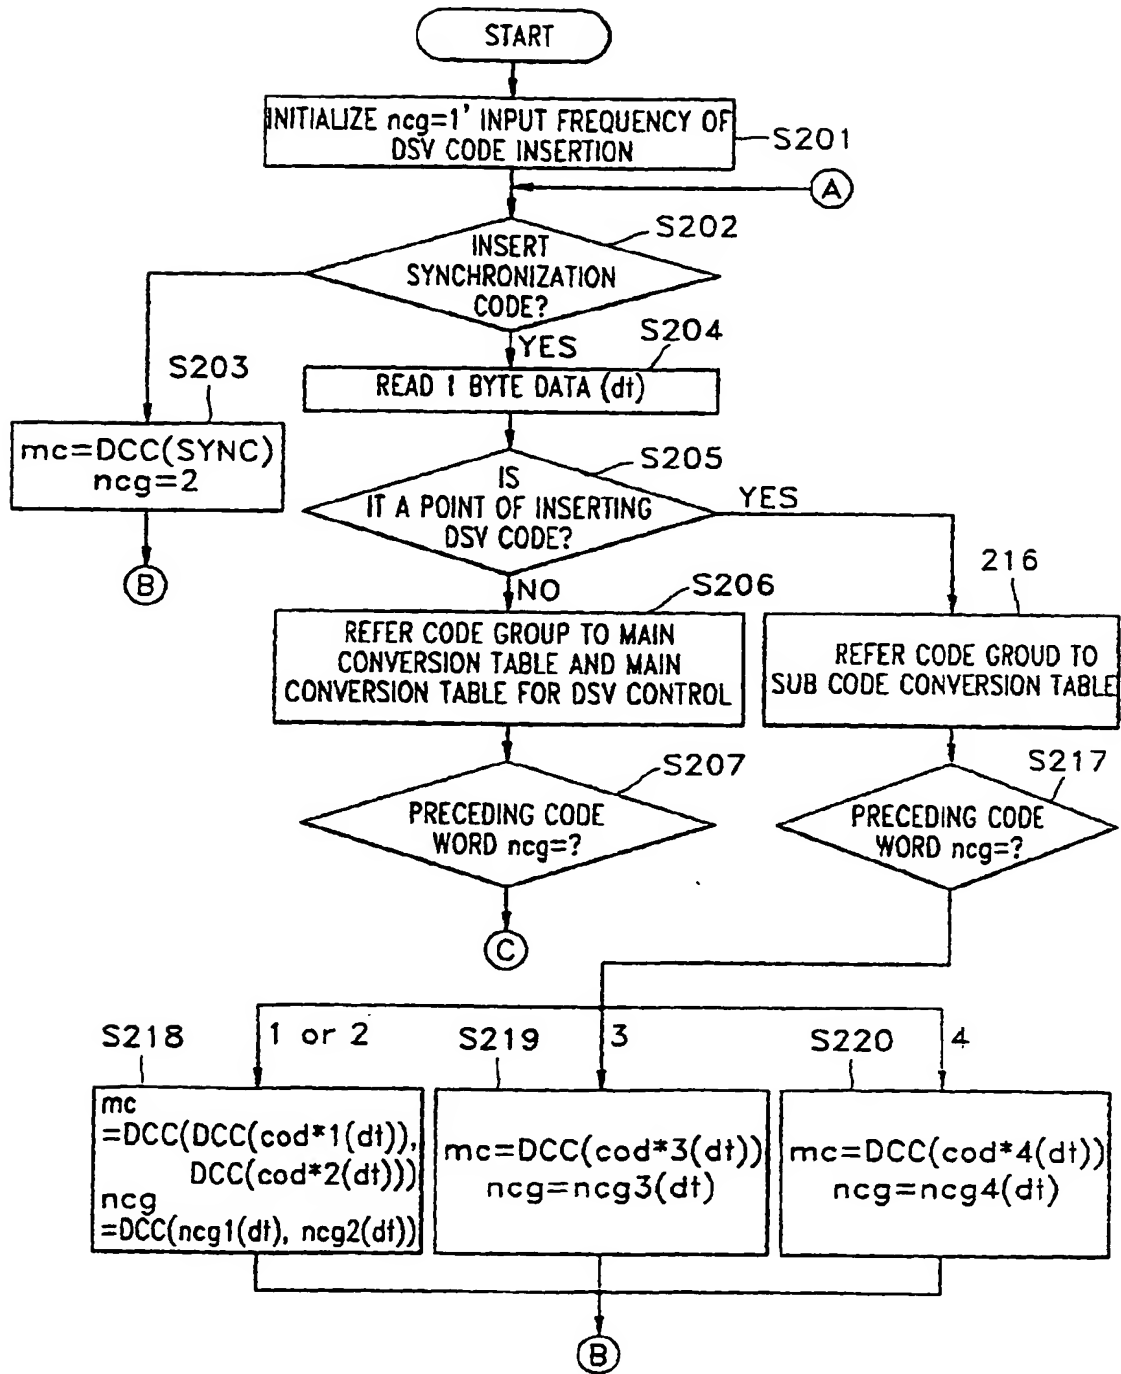 START
INITIALIZE ncg=1' INPUT FREQUENCY OF
DSV CODE INSERTION
S201
A
S202
INSERT
SYNCHRONIZATION
CODE?
S204
YES
S203
READ 1 BYTE DATA (dt)
mc=DCC(SYNC)
ncg=2
S205
IS
IT A POINT OF INSERTING
DSV CODE?
YES
B
NO
S206
216
REFER CODE GROUP TO MAIN
CONVERSION TABLE AND MAIN
CONVERSION TABLE FOR DSV CONTROL
REFER CODE GROUD TO
SUB CODE CONVERSION TABLE
S207
S217
PRECEDING CODE
WORD ncg=?
PRECEDING CODE
WORD ncg=?
C
S218
1 or 2
S219
3
S220
4
mc
=DCC(DCC(cod*1(dt)),
DCC(cod*2(dt)))
ncg
=DCC(ncg1(dt), ncg2(dt))
mc=DCC(cod*3(dt))
ncg=ncg3(dt)
mc=DCC(cod*4(dt))
ncg=ncg4(dt)
B